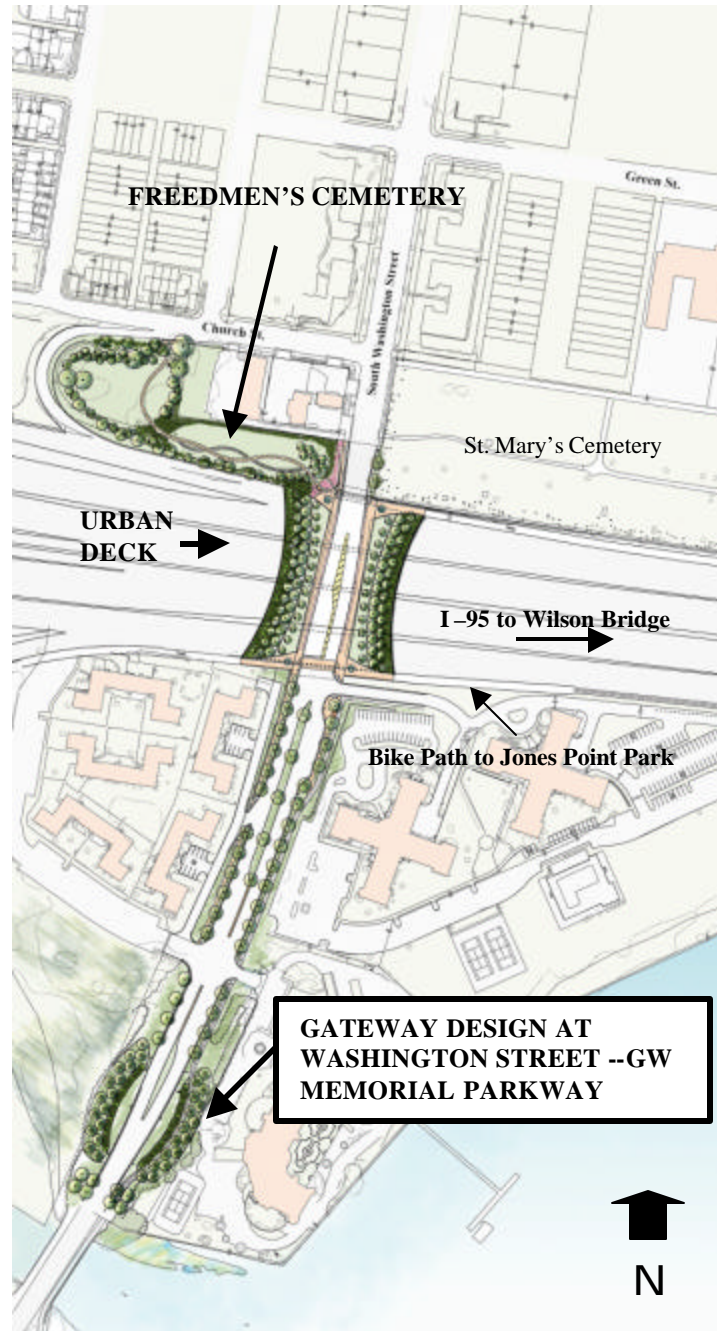 Green St.
FREEDMEN'S CEMETERY
South Washington Street
Church St.
St. Mary's Cemetery
URBAN
DECK
I–95 to Wilson Bridge
Bike Path to Jones Point Park
GATEWAY DESIGN AT
WASHINGTON STREET --GW
MEMORIAL PARKWAY
N